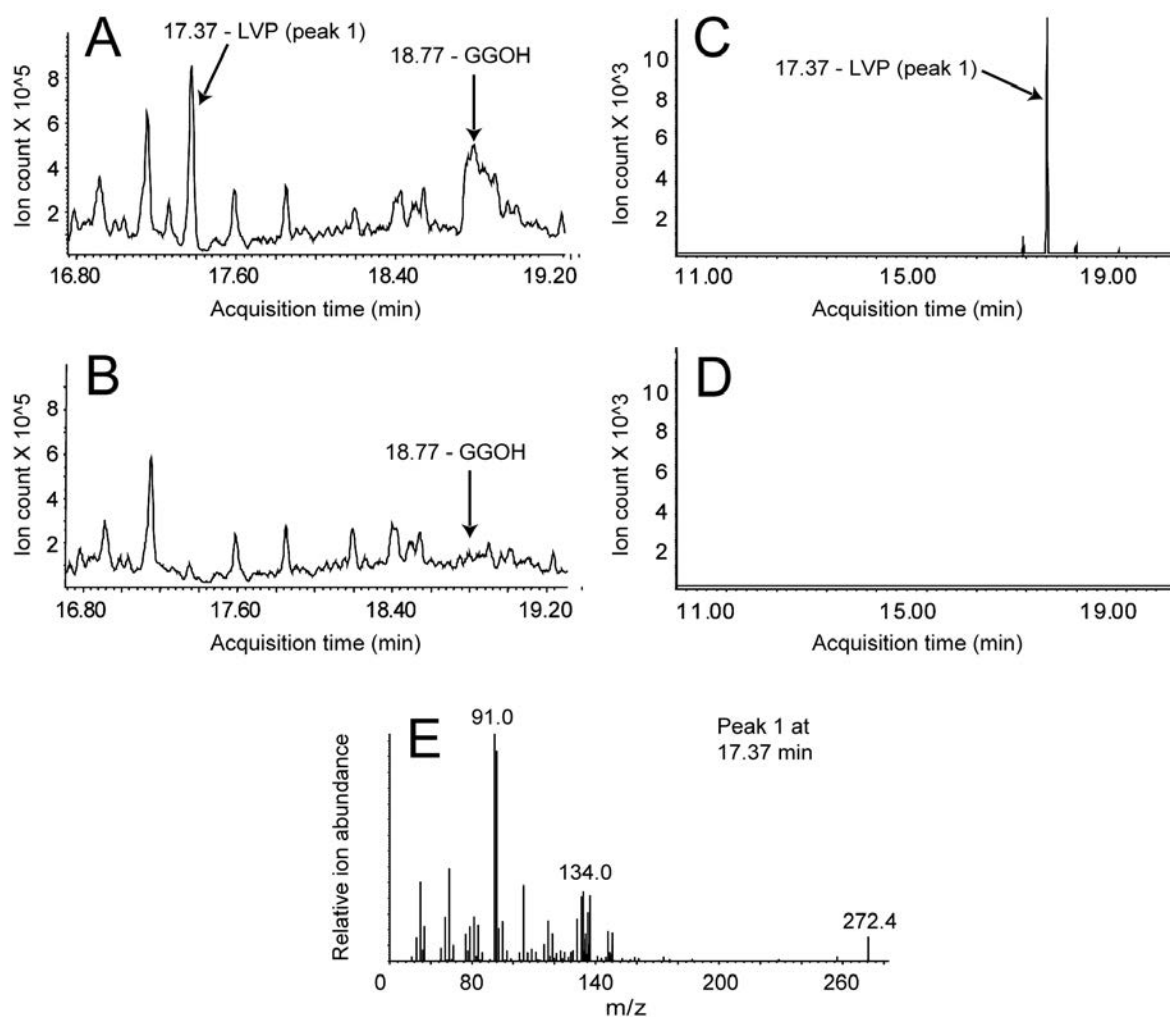 A
17.37 - LVP (peak 1)
18.77 - GGOH
Ion count X 10^5
8
6
4
2
16.80 17.60 18.40 19.20
Acquisition time (min)
C
17.37 - LVP (peak 1)
Ion count X 10^3
10
8
6
4
2
11.00 15.00 19.00
Acquisition time (min)
B
18.77 - GGOH
Ion count X 10^5
8
6
4
2
16.80 17.60 18.40 19.20
Acquisition time (min)
D
Ion count X 10^3
10
8
6
4
2
11.00 15.00 19.00
Acquisition time (min)
E
Peak 1 at
17.37 min
91.0
134.0
272.4
Relative ion abundance
0 80 140 200 260
m/z